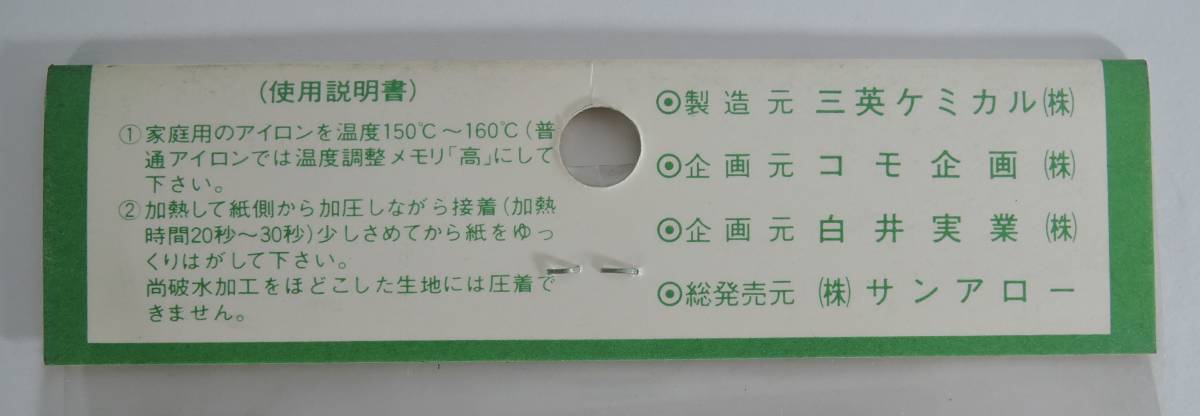 (使用説明書)
①家庭用のアイロンを温度150℃～160℃(普
通アイロンでは温度調整メモリ「高」にして
下さい。
②加熱して紙側から加圧しながら接着(加熱
時間20秒～30秒)少しさめてから紙をゆっ
くりはがして下さい。
尚破水加工をほどこした生地には圧着で
きません。
◉製造元 三英ケミカル㈱
◉企画元 コモ企画㈱
◉企画元 白井実業㈱
◉総発売元 ㈱サンアロー